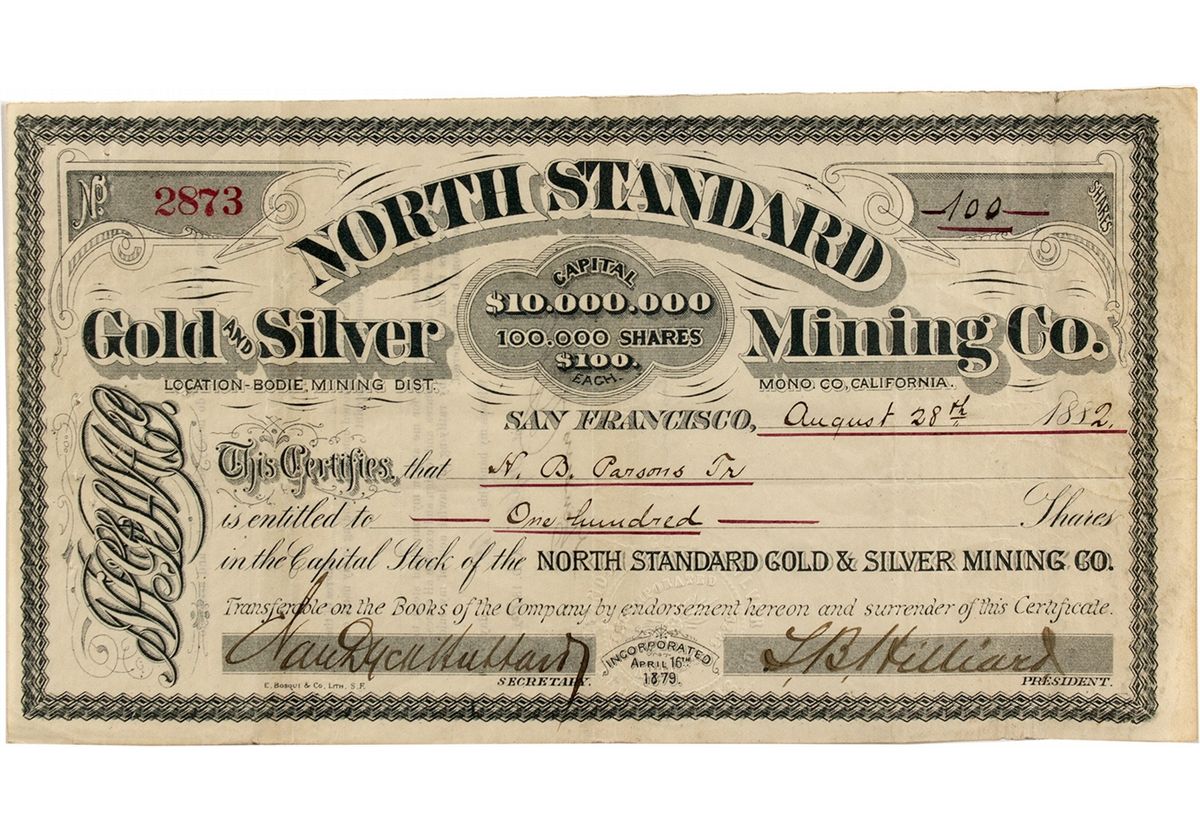 No. 2873
NORTH STANDARD
100 SHARES
CAPITAL
$10.000.000
100.000 SHARES
$100.
EACH.
Gold AND Silver Mining Co.
LOCATION-BODIE, MINING DIST. MONO. CO, CALIFORNIA.
SAN FRANCISCO, August 28th 1882.
This Certifies, that N. B. Parsons Tr
is entitled to One hundred Shares
in the Capital Stock of the NORTH STANDARD GOLD & SILVER MINING CO.
Transferable on the Books of the Company by endorsement hereon and surrender of this Certificate.
Van Dyck Hubbard
SECRETARY.
INCORPORATED
APRIL 16TH
1879.
L B Hilliard
PRESIDENT.
E. BOSQUI & CO, LITH, S.F.